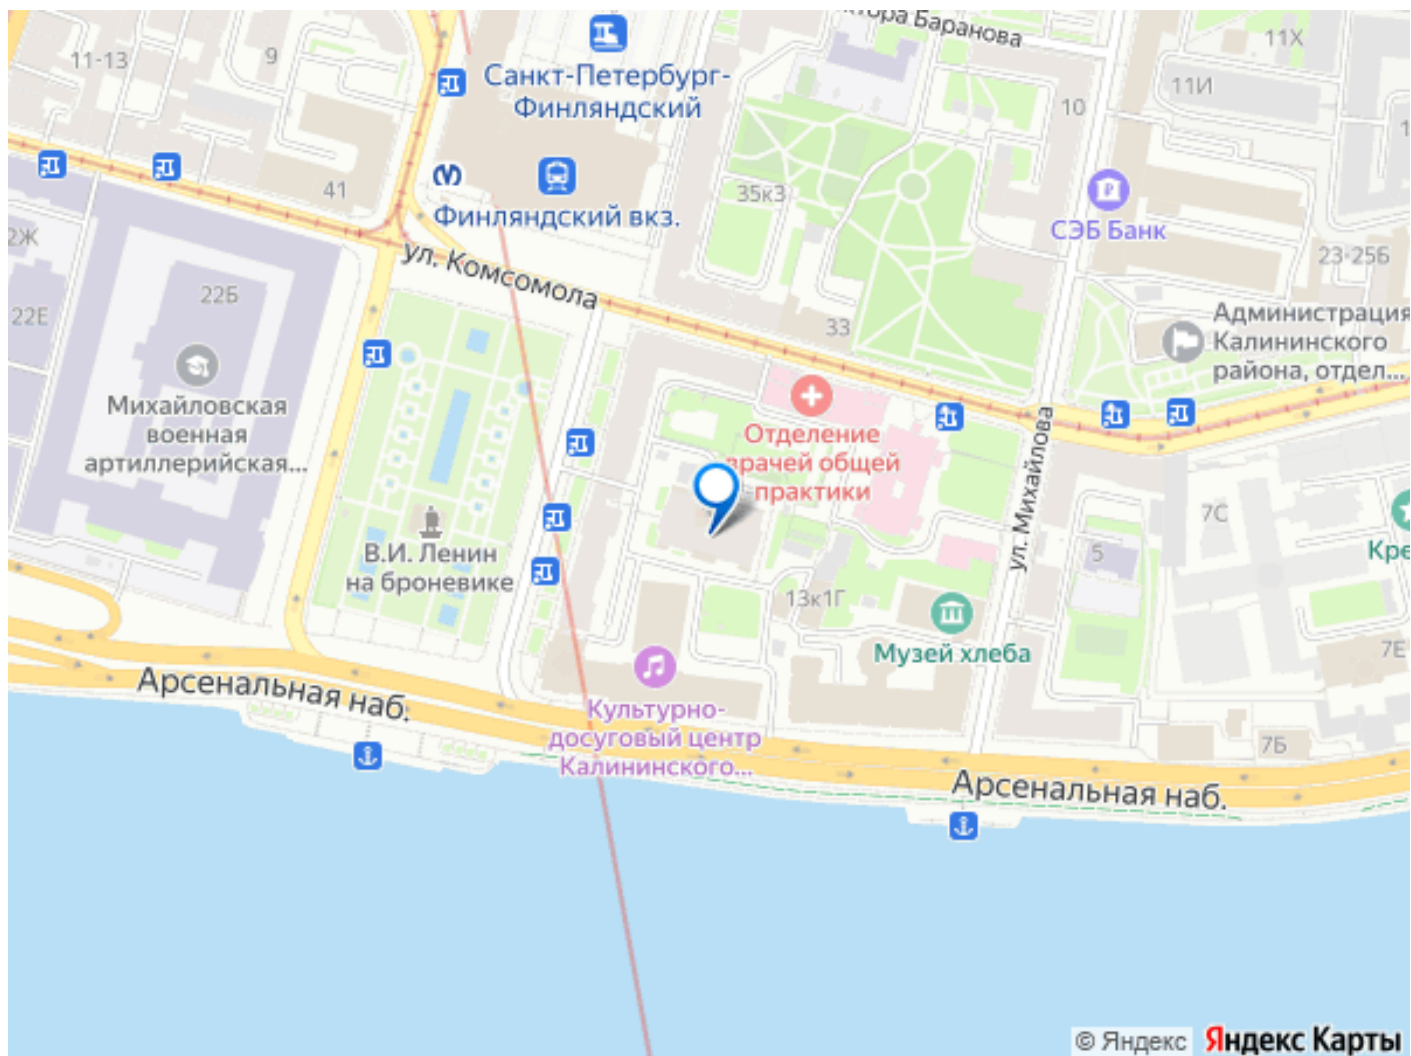 ктора Баранова
11Х
11-13
9
Санкт-Петербург-
Финляндский
11И
10
41
35к3
Финляндский вкз.
СЭБ Банк
2Ж
ул. Комсомола
23-25Б
22Б
22Е
33
Администрация
Калининского
района, отдел...
Михайловская
военная
артиллерийская...
Отделение
врачей общей
практики
ул. Михайлова
7С
5
Кре
В.И. Ленин
на броневике
13к1Г
Музей хлеба
7Е
Арсенальная наб.
Культурно-
досуговый центр
Калининского...
7Б
Арсенальная наб.
© Яндекс Яндекс Карты